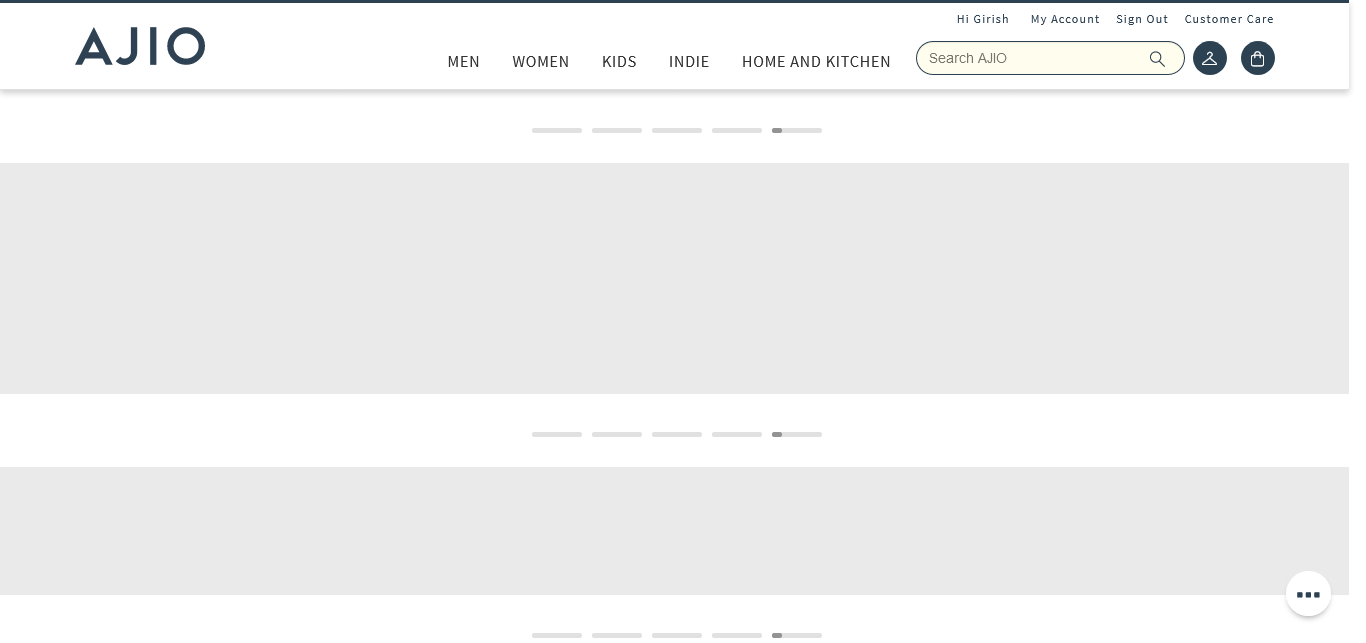 Hi Girish My Account Sign Out Customer Care
AJIO
MEN WOMEN KIDS INDIE HOME AND KITCHEN Search AJIO